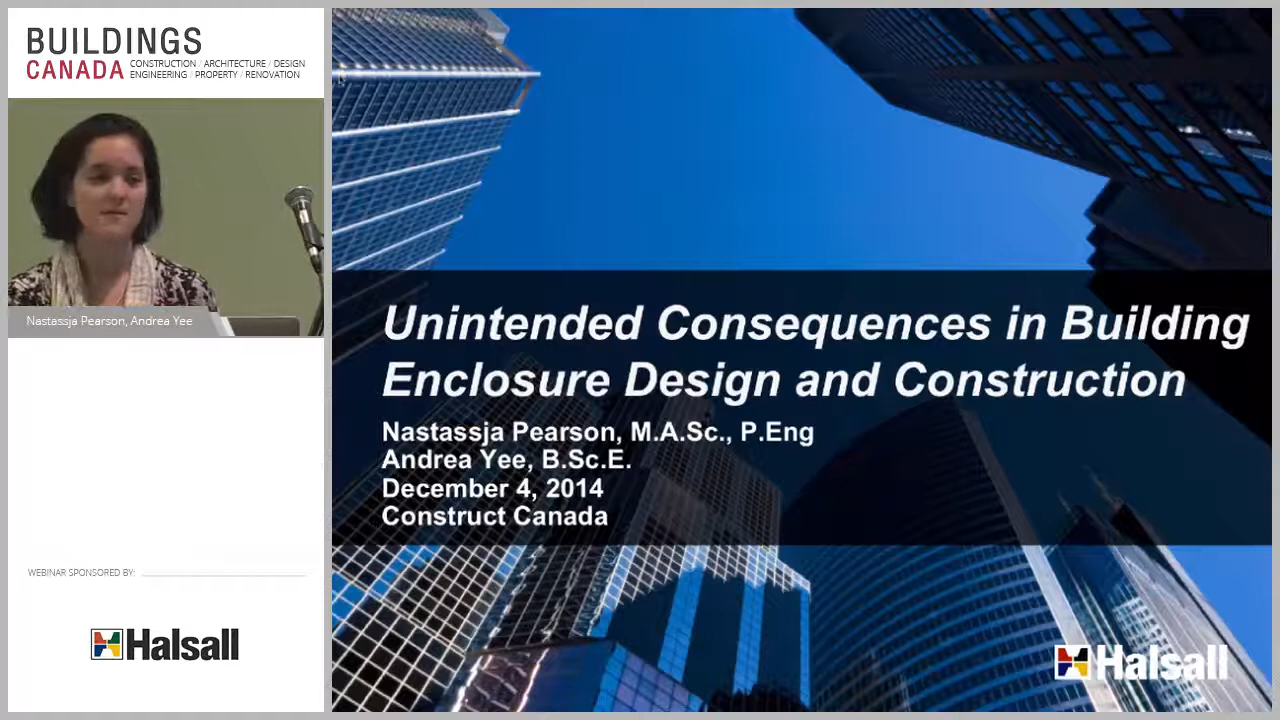 BUILDINGS
CANADA CONSTRUCTION / ARCHITECTURE / DESIGN
ENGINEERING / PROPERTY / RENOVATION
Nastassja Pearson, Andrea Yee
WEBINAR SPONSORED BY:
Halsall
Unintended Consequences in Building
Enclosure Design and Construction
Nastassja Pearson, M.A.Sc., P.Eng
Andrea Yee, B.Sc.E.
December 4, 2014
Construct Canada
Halsall